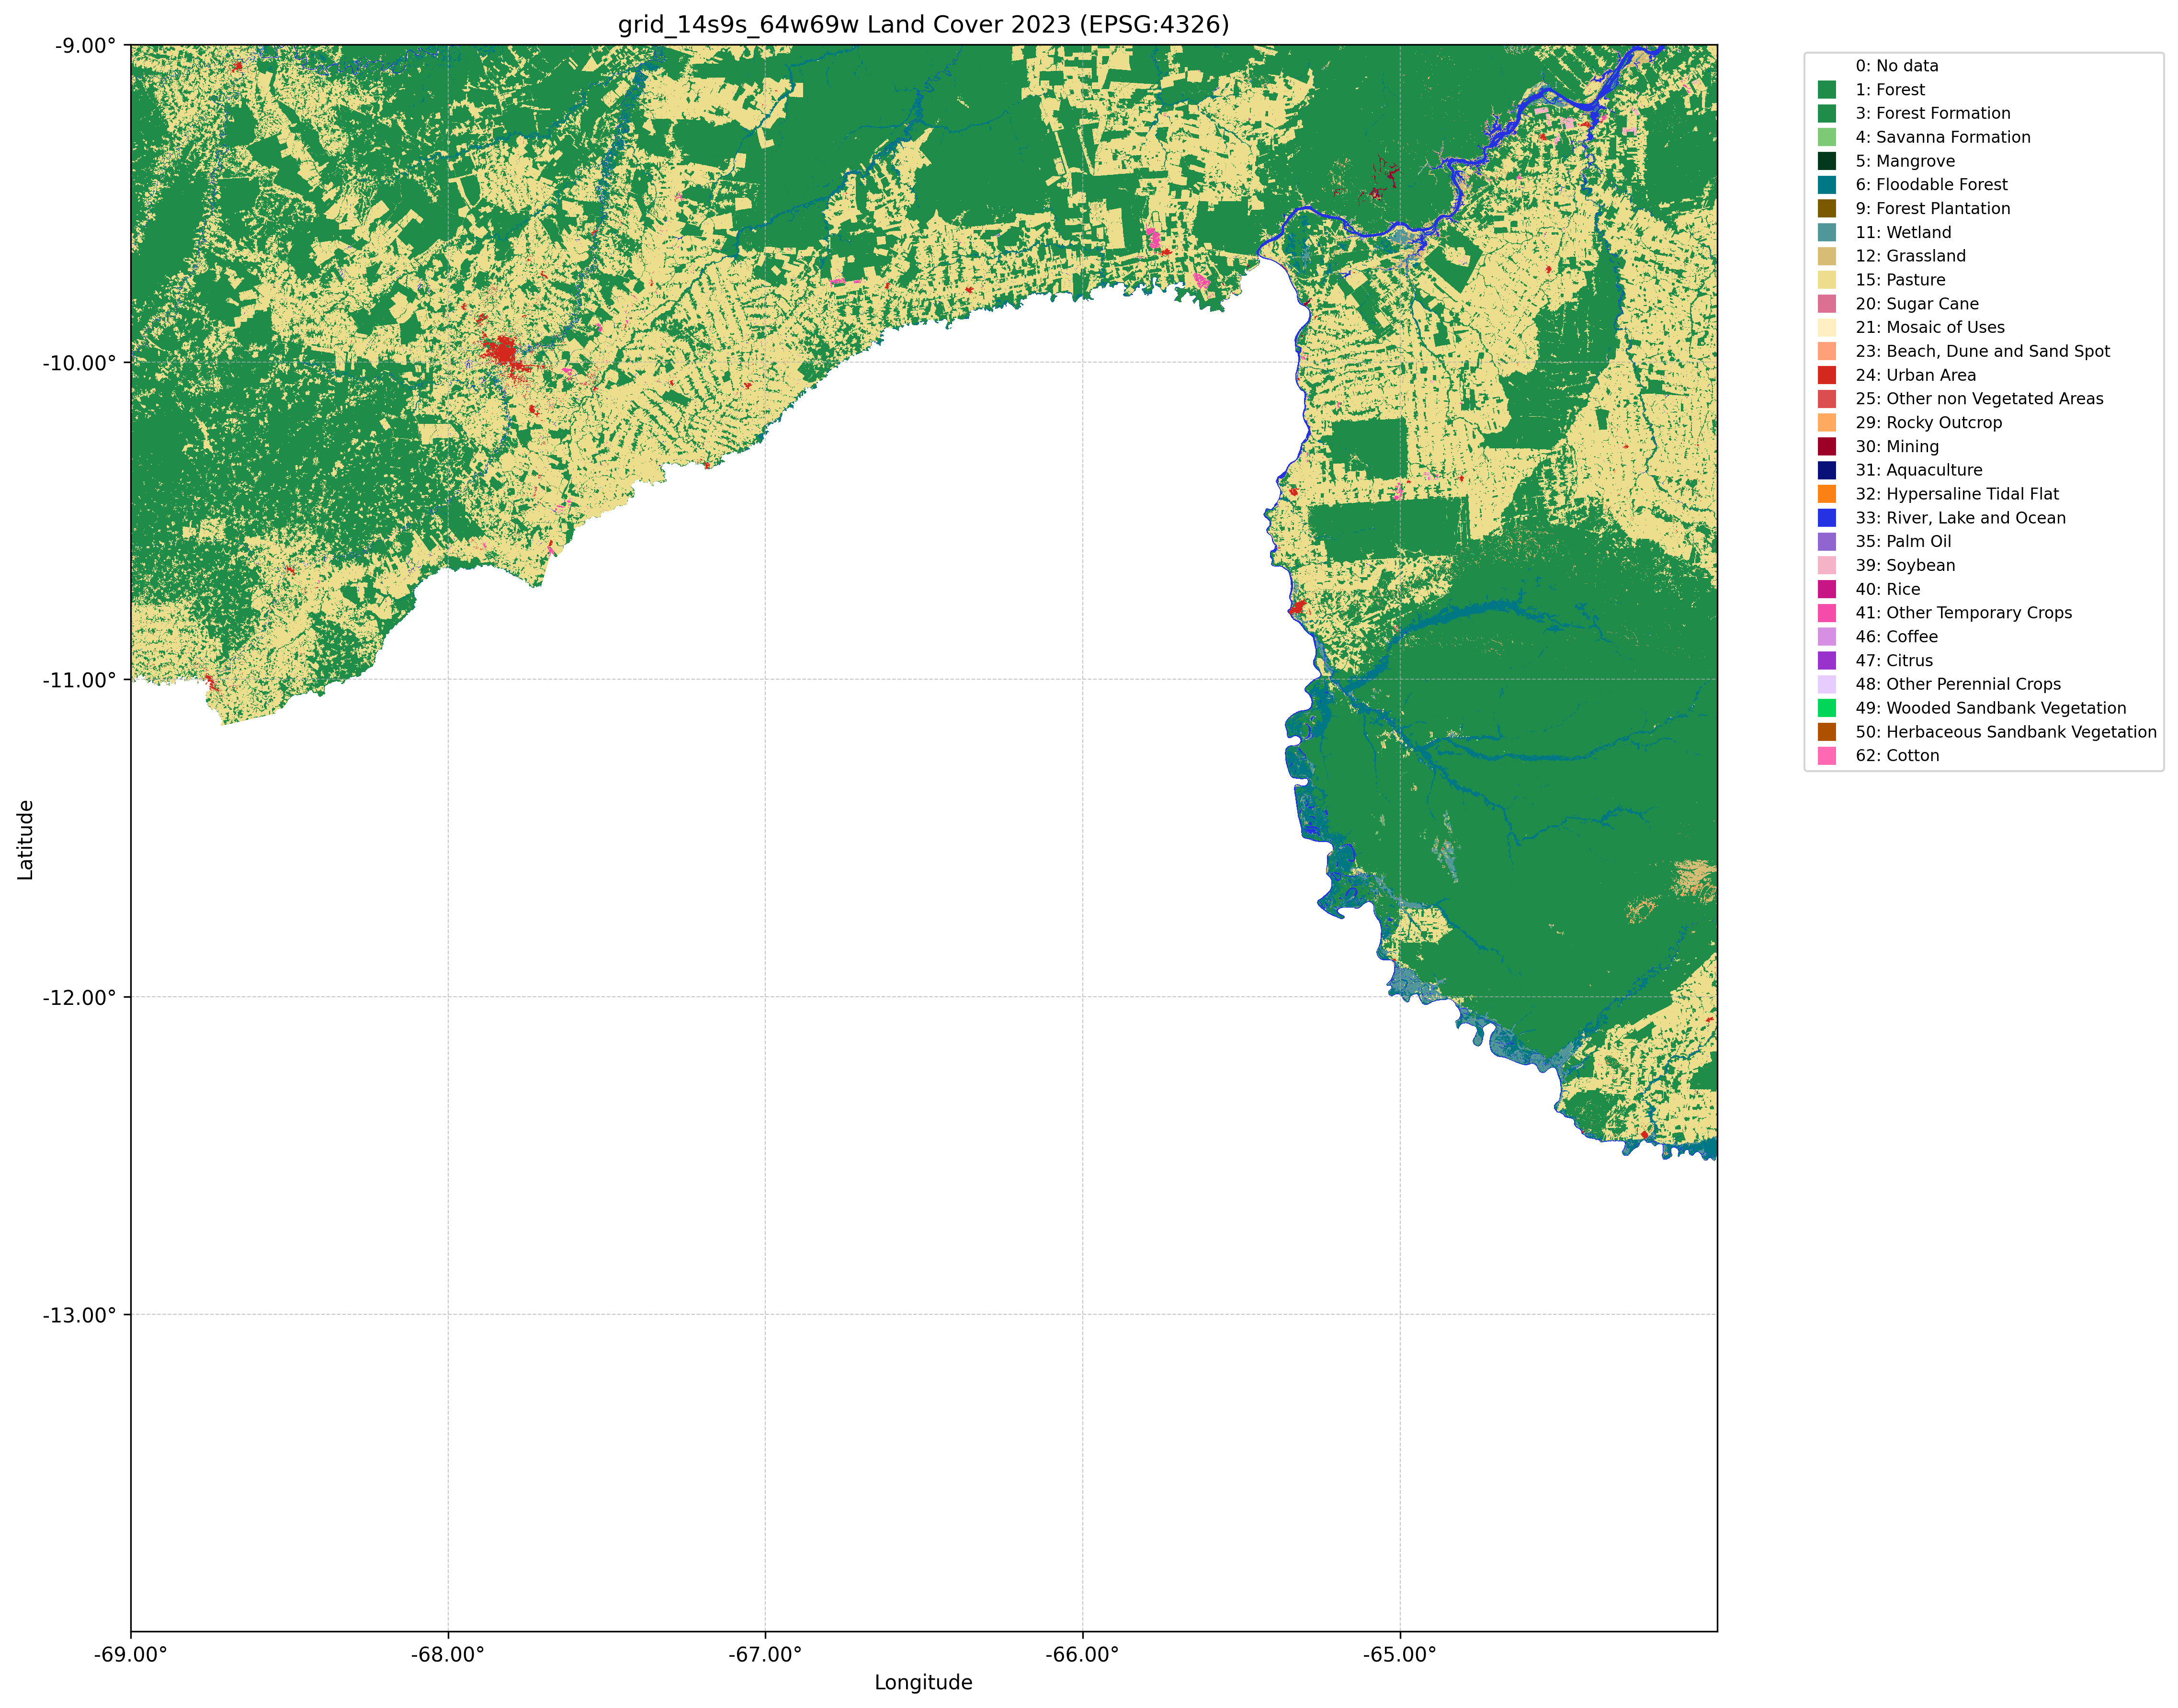 grid_14s9s_64w69w Land Cover 2023 (EPSG:4326)
-9.00°
-10.00°
-11.00°
-12.00°
-13.00°
Latitude
-69.00°
-68.00°
-67.00°
-66.00°
-65.00°
Longitude
0: No data
1: Forest
3: Forest Formation
4: Savanna Formation
5: Mangrove
6: Floodable Forest
9: Forest Plantation
11: Wetland
12: Grassland
15: Pasture
20: Sugar Cane
21: Mosaic of Uses
23: Beach, Dune and Sand Spot
24: Urban Area
25: Other non Vegetated Areas
29: Rocky Outcrop
30: Mining
31: Aquaculture
32: Hypersaline Tidal Flat
33: River, Lake and Ocean
35: Palm Oil
39: Soybean
40: Rice
41: Other Temporary Crops
46: Coffee
47: Citrus
48: Other Perennial Crops
49: Wooded Sandbank Vegetation
50: Herbaceous Sandbank Vegetation
62: Cotton